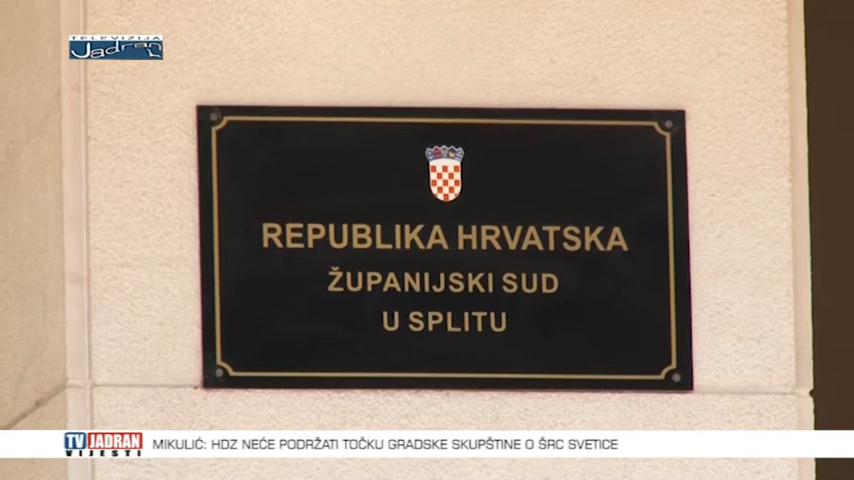 TELEVIZIJA
Jadran
REPUBLIKA HRVATSKA
ŽUPANIJSKI SUD
U SPLITU
TV JADRAN
VIJESTI
MIKULIĆ: HDZ NEĆE PODRŽATI TOČKU GRADSKE SKUPŠTINE O ŠRC SVETICE